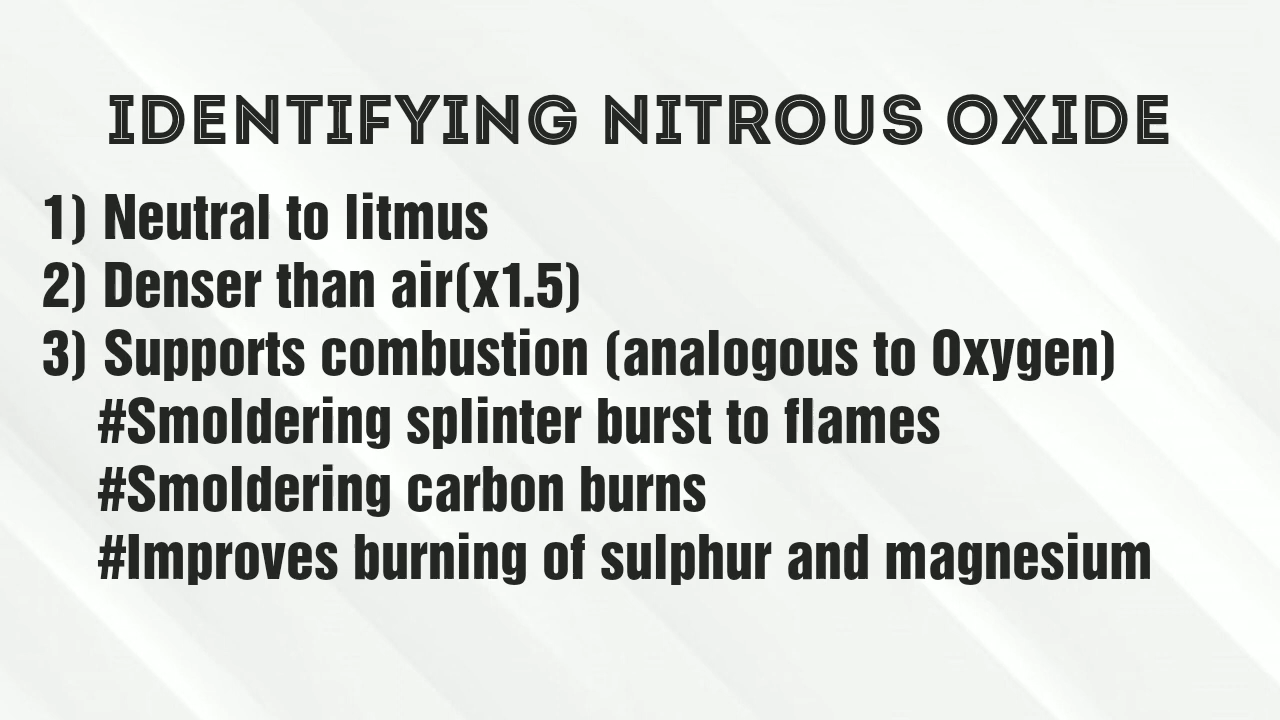 IDENTIFYING NITROUS OXIDE
1) Neutral to litmus
2) Denser than air(x1.5)
3) Supports combustion (analogous to Oxygen)
#Smoldering splinter burst to flames
#Smoldering carbon burns
#Improves burning of sulphur and magnesium